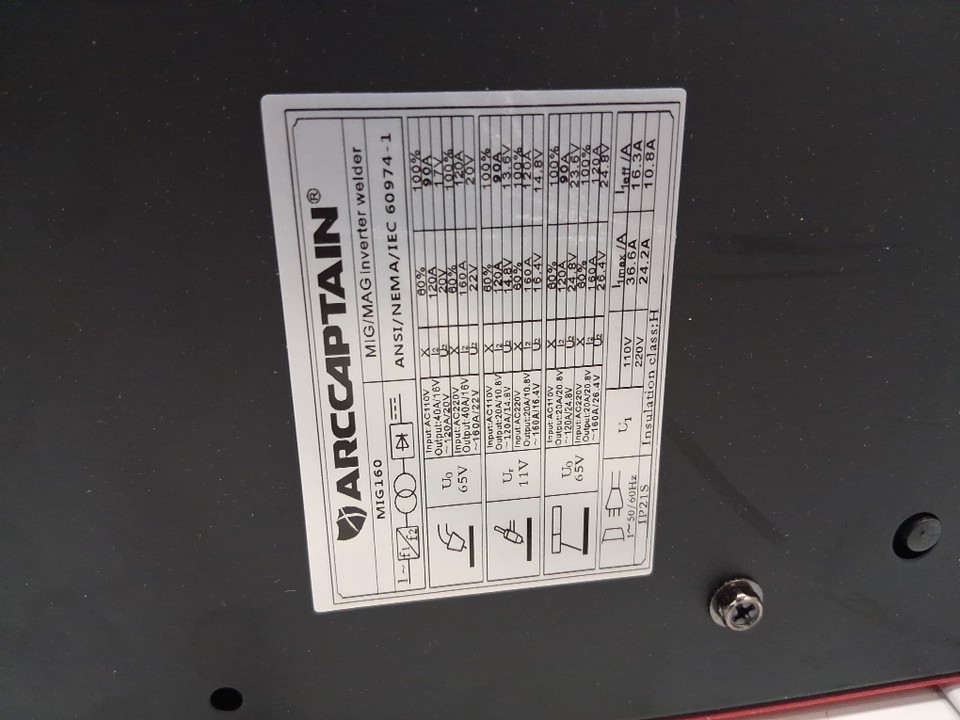 ARCCAPTAIN®
MIG160 MIG/MAG inverter welder
1~ f1 f2 ANSI/NEMA/IEC 60974-1
U0 65V
Input:AC110V X 60% 100%
Output:40A/16V I2 120A 90A
~120A/20V U2 20V 17V
Input:AC220V X 60% 100%
Output:40A/16V I2 160A 120A
~160A/22V U2 22V 20V
Ur 11V
Input:AC110V X 60% 100%
Output:20A/10.8V I2 120A 90A
~120A/14.8V U2 14.8V 13.6V
Input:AC220V X 60% 100%
Output:20A/10.8V I2 160A 120A
~160A/16.4V U2 16.4V 14.8V
U0 65V
Input:AC110V X 60% 100%
Output:20A/20.8V I2 120A 90A
~120A/24.8V U2 24.8V 23.6V
Input:AC220V X 60% 100%
Output:20A/20.8V I2 160A 120A
~160A/26.4V U2 26.4V 24.8V
1~50/60Hz U1 I1max/A I1eff/A
110V 36.6A 16.3A
220V 24.2A 10.8A
IP21S Insulation class:H